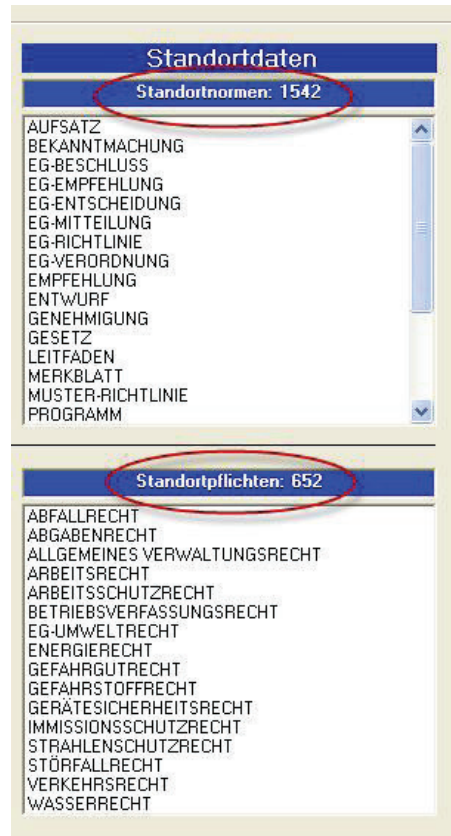 Standortdaten
Standortnormen: 1542
AUFSATZ
BEKANNTMACHUNG
EG-BESCHLUSS
EG-EMPFEHLUNG
EG-ENTSCHEIDUNG
EG-MITTEILUNG
EG-RICHTLINIE
EG-VERORDNUNG
EMPFEHLUNG
ENTWURF
GENEHMIGUNG
GESETZ
LEITFADEN
MERKBLATT
MUSTER-RICHTLINIE
PROGRAMM
Standortpflichten: 652
ABFALLRECHT
ABGABENRECHT
ALLGEMEINES VERWALTUNGSRECHT
ARBEITSRECHT
ARBEITSSCHUTZRECHT
BETRIEBSVERFASSUNGSRECHT
EG-UMWELTRECHT
ENERGIERECHT
GEFAHRGUTRECHT
GEFAHRSTOFFRECHT
GERÄTESICHERHEITSRECHT
IMMISSIONSSCHUTZRECHT
STRAHLENSCHUTZRECHT
STÖRFALLRECHT
VERKEHRSRECHT
WASSERRECHT